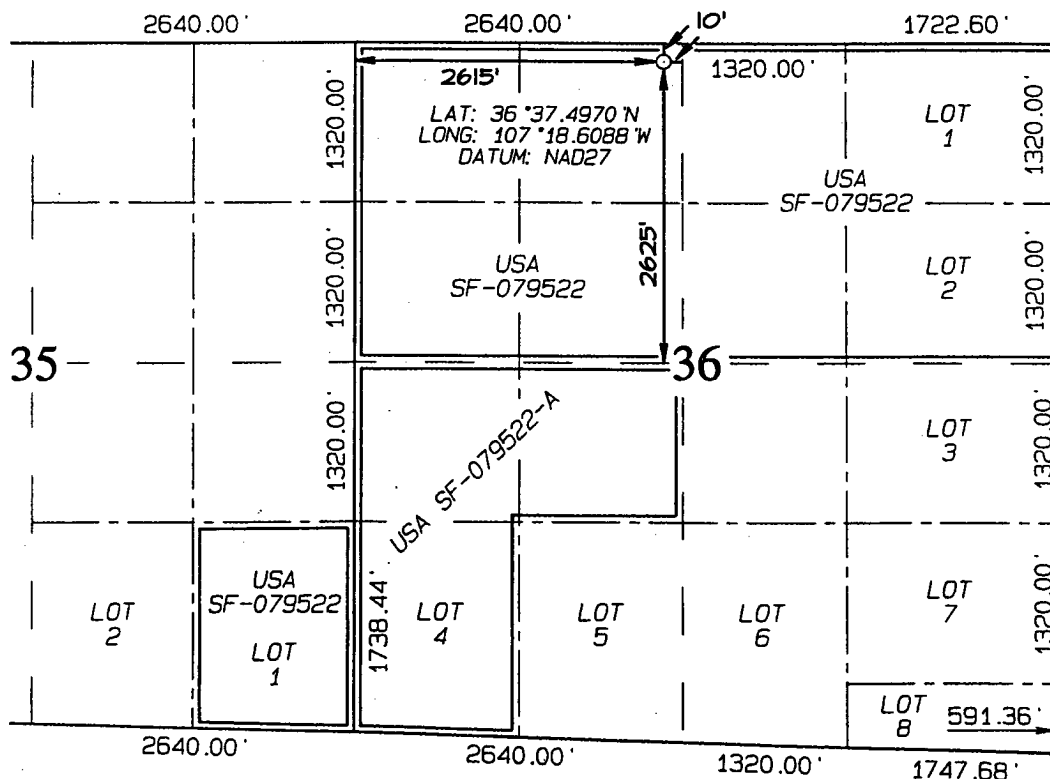 2640.00'
2640.00'
10'
1722.60'
2615'
1320.00'
1320.00'
LAT: 36 °37.4970 'N
LONG: 107 °18.6088 'W
DATUM: NAD27
LOT
1
1320.00'
USA
SF-079522
1320.00'
USA
SF-079522
2625'
LOT
2
1320.00'
35
36
1320.00'
USA SF-079522-A
LOT
3
1320.00'
USA
SF-079522
LOT
1
LOT
2
1738.44'
LOT
4
LOT
5
LOT
6
LOT
7
1320.00'
LOT
8
591.36'
2640.00'
2640.00'
1320.00'
1747.68'